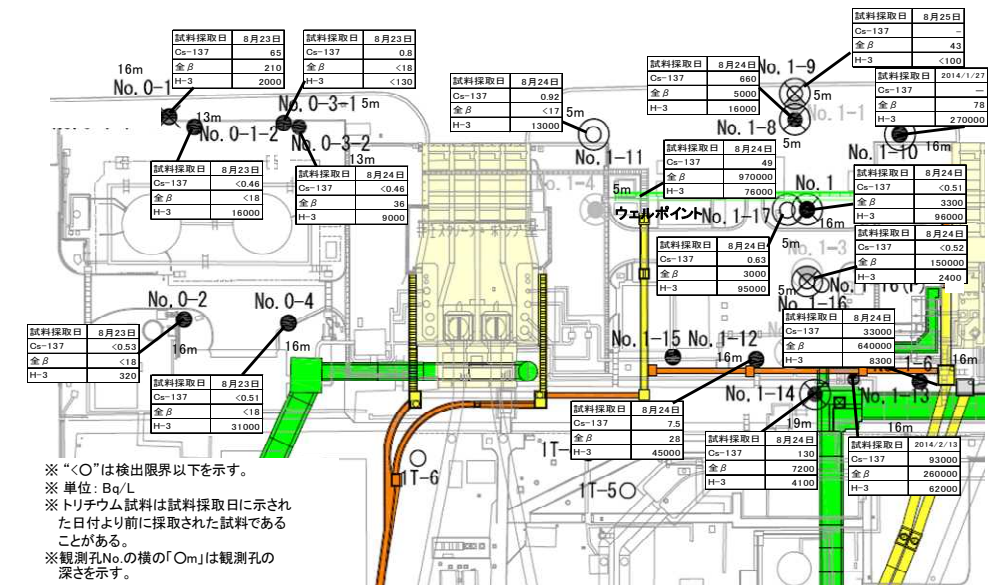 試料採取日 8月23日
Cs-137 65
全β 210
H-3 2000
試料採取日 8月23日
Cs-137 0.8
全β <18
H-3 <130
試料採取日 8月25日
Cs-137 -
全β 43
H-3 <100
試料採取日 8月24日
Cs-137 660
全β 5000
H-3 16000
試料採取日 2014/1/27
Cs-137 -
全β 78
H-3 270000
試料採取日 8月24日
Cs-137 0.92
全β <17
H-3 13000
16m
No. 0-1
13m
No. 0-1-2
No. 0-3-1 5m
No. 0-3-2
13m
5m
No. 1-11
No. 1-9
5m
No. 1-1
No. 1-8
5m
16m
No. 1-10
試料採取日 8月23日
Cs-137 <0.46
全β <18
H-3 16000
試料採取日 8月24日
Cs-137 <0.46
全β 36
H-3 9000
試料採取日 8月24日
Cs-137 49
全β 970000
H-3 76000
試料採取日 8月24日
Cs-137 <0.51
全β 3300
H-3 96000
No. 1-4
5m
ウェルポイント
No. 1-17
No. 1
16m
5m
No. 1-3
試料採取日 8月24日
Cs-137 0.63
全β 3000
H-3 95000
試料採取日 8月24日
Cs-137 <0.52
全β 150000
H-3 2400
5m
No. 1-16
No. 0-2
16m
No. 0-4
16m
試料採取日 8月23日
Cs-137 <0.53
全β <18
H-3 320
試料採取日 8月23日
Cs-137 <0.51
全β <18
H-3 31000
試料採取日 8月24日
Cs-137 33000
全β 640000
H-3 8300
No. 1-15 No. 1-12
16m
1-6
16m
No. 1-14
19m
No. 1-13
16m
試料採取日 8月24日
Cs-137 7.5
全β 28
H-3 45000
試料採取日 8月24日
Cs-137 130
全β 7200
H-3 4100
試料採取日 2014/2/13
Cs-137 93000
全β 260000
H-3 62000
1T-6
1T-5
※ “<○”は検出限界以下を示す。
※ 単位: Bq/L
※ トリチウム試料は試料採取日に示され
た日付より前に採取された試料である
ことがある。
※観測孔No.の横の「○m」は観測孔の
深さを示す。